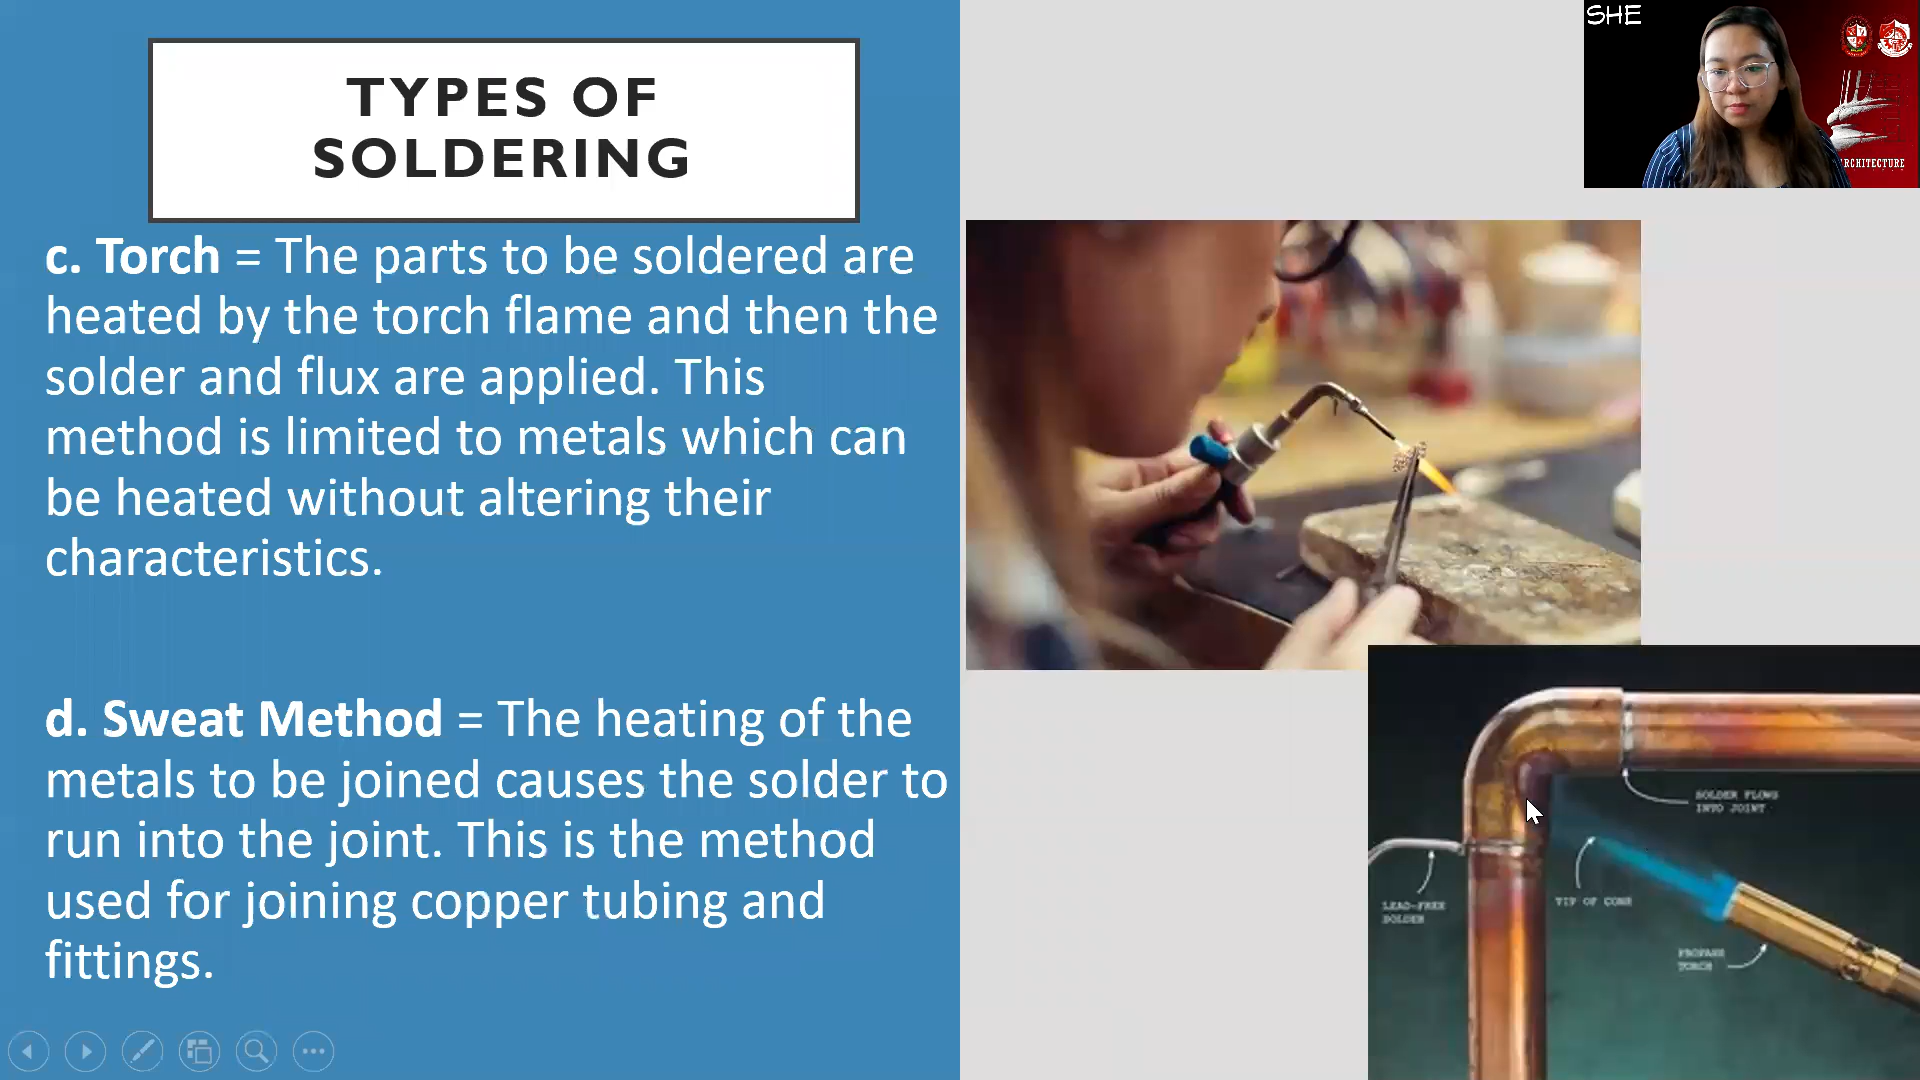 TYPES OF
SOLDERING
c. Torch = The parts to be soldered are
heated by the torch flame and then the
solder and flux are applied. This
method is limited to metals which can
be heated without altering their
characteristics.
d. Sweat Method = The heating of the
metals to be joined causes the solder to
run into the joint. This is the method
used for joining copper tubing and
fittings.
SHE
RCHITECTURE
SOLDER FLOWS
INTO JOINT
LEAD-FREE
SOLDER
TIP OF CONE
PROPANE
TORCH